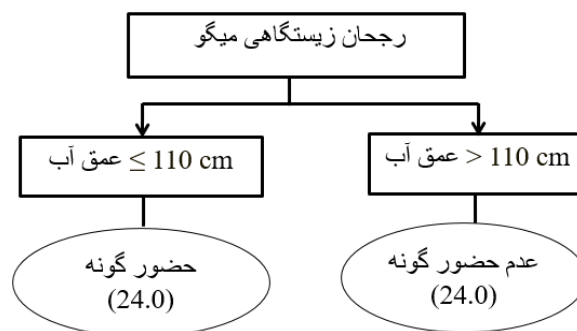 رجحان زیستگاهی میگو
عمق آب ≤ 110 cm
عمق آب > 110 cm
حضور گونه
(24.0)
عدم حضور گونه
(24.0)